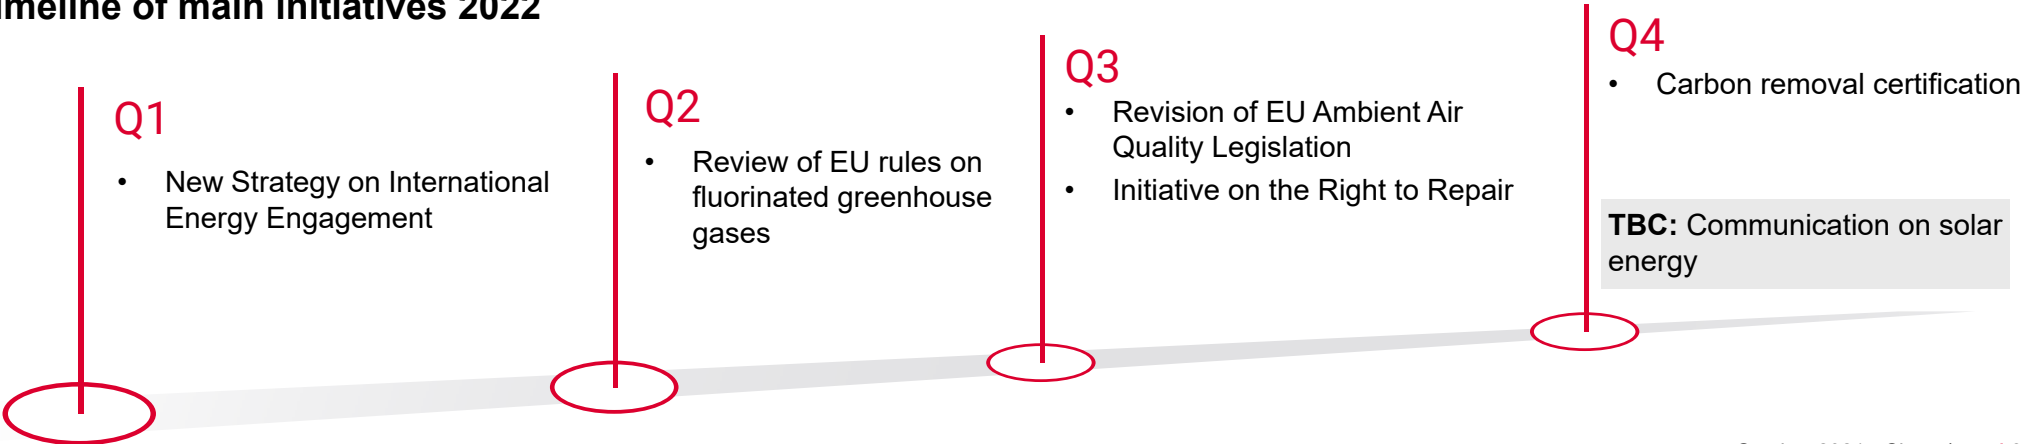 imeline of main initiatives 2022
Q1
• New Strategy on International
Energy Engagement
Q2
• Review of EU rules on
fluorinated greenhouse
gases
Q3
• Revision of EU Ambient Air
Quality Legislation
• Initiative on the Right to Repair
Q4
• Carbon removal certification
TBC: Communication on solar
energy